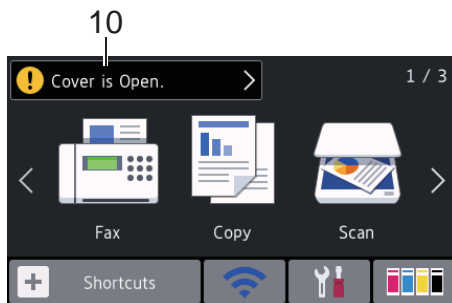 10
! Cover is Open. >
1 / 3
Fax Copy Scan
+ Shortcuts